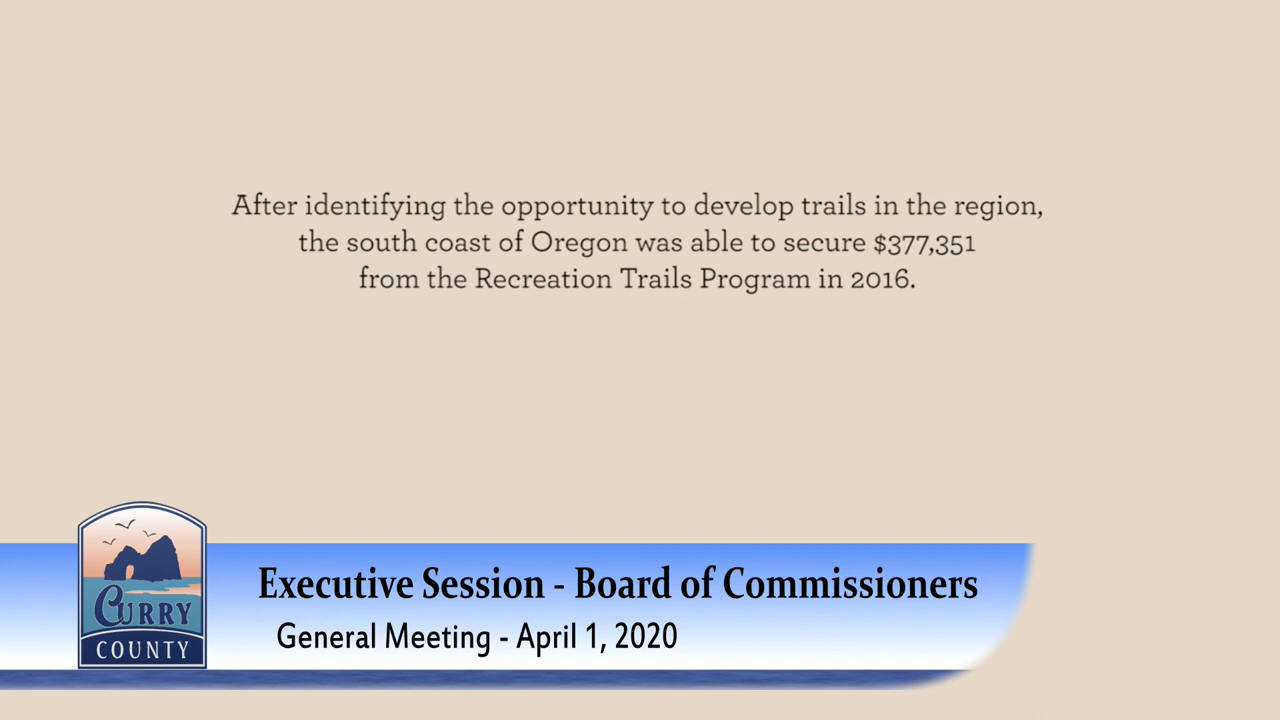 After identifying the opportunity to develop trails in the region,
the south coast of Oregon was able to secure $377,351
from the Recreation Trails Program in 2016.
Executive Session - Board of Commissioners
General Meeting - April 1, 2020
CURRY
COUNTY